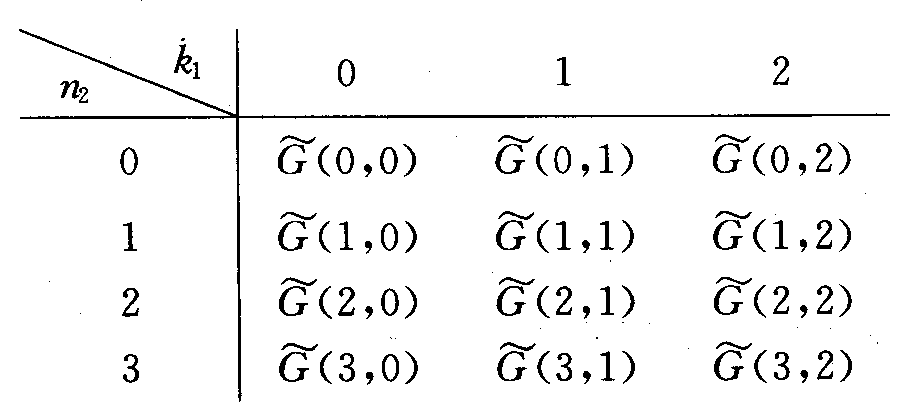 k̇₁ 0 1 2
n₂
0 G̃(0,0) G̃(0,1) G̃(0,2)
1 G̃(1,0) G̃(1,1) G̃(1,2)
2 G̃(2,0) G̃(2,1) G̃(2,2)
3 G̃(3,0) G̃(3,1) G̃(3,2)